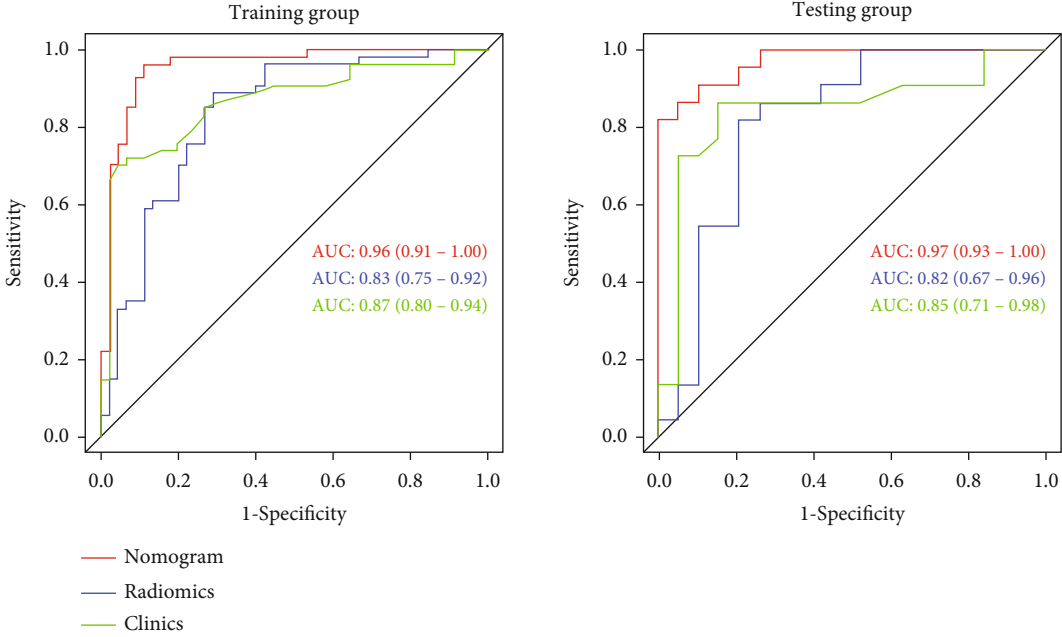 Training group
Sensitivity
1.0
0.8
0.6
0.4
0.2
0.0
AUC: 0.96 (0.91 – 1.00)
AUC: 0.83 (0.75 – 0.92)
AUC: 0.87 (0.80 – 0.94)
0.0 0.2 0.4 0.6 0.8 1.0
1-Specificity
Testing group
Sensitivity
1.0
0.8
0.6
0.4
0.2
0.0
AUC: 0.97 (0.93 – 1.00)
AUC: 0.82 (0.67 – 0.96)
AUC: 0.85 (0.71 – 0.98)
0.0 0.2 0.4 0.6 0.8 1.0
1-Specificity
Nomogram
Radiomics
Clinics